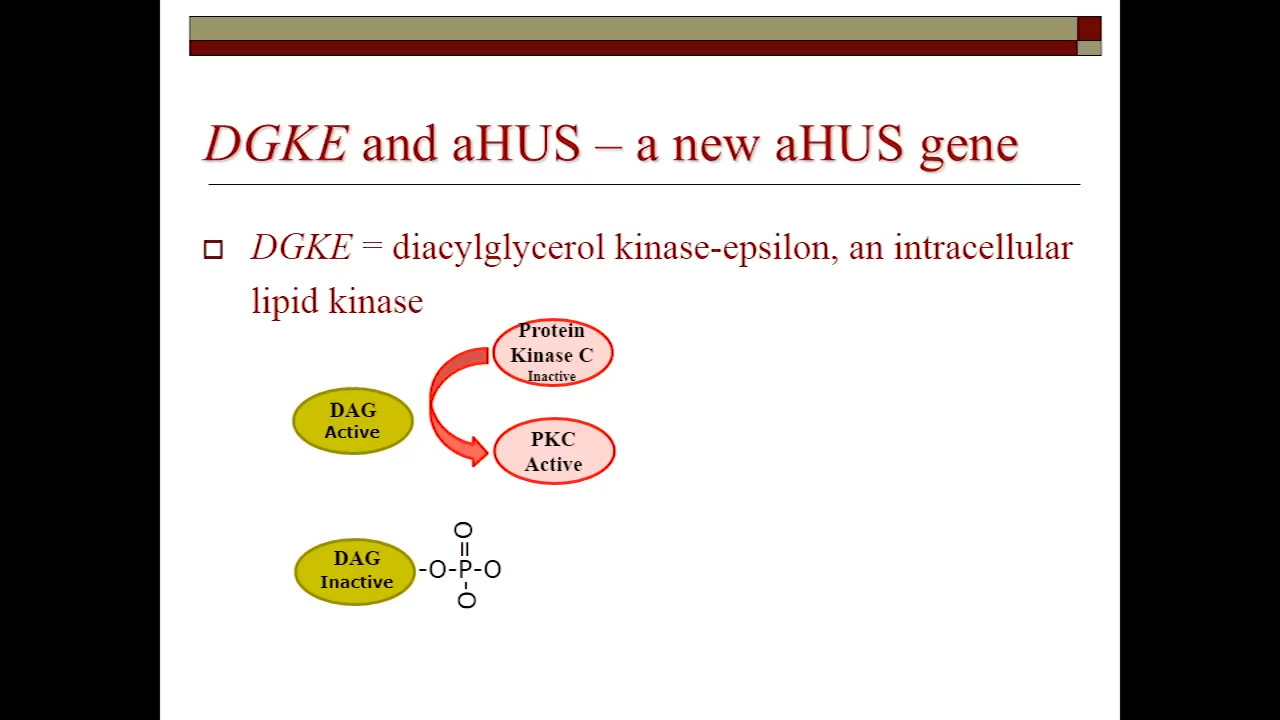 DGKE and aHUS – a new aHUS gene
DGKE = diacylglycerol kinase-epsilon, an intracellular
lipid kinase
Protein
Kinase C
Inactive
DAG
Active
PKC
Active
O
||
DAG
Inactive
-O-P-O
O